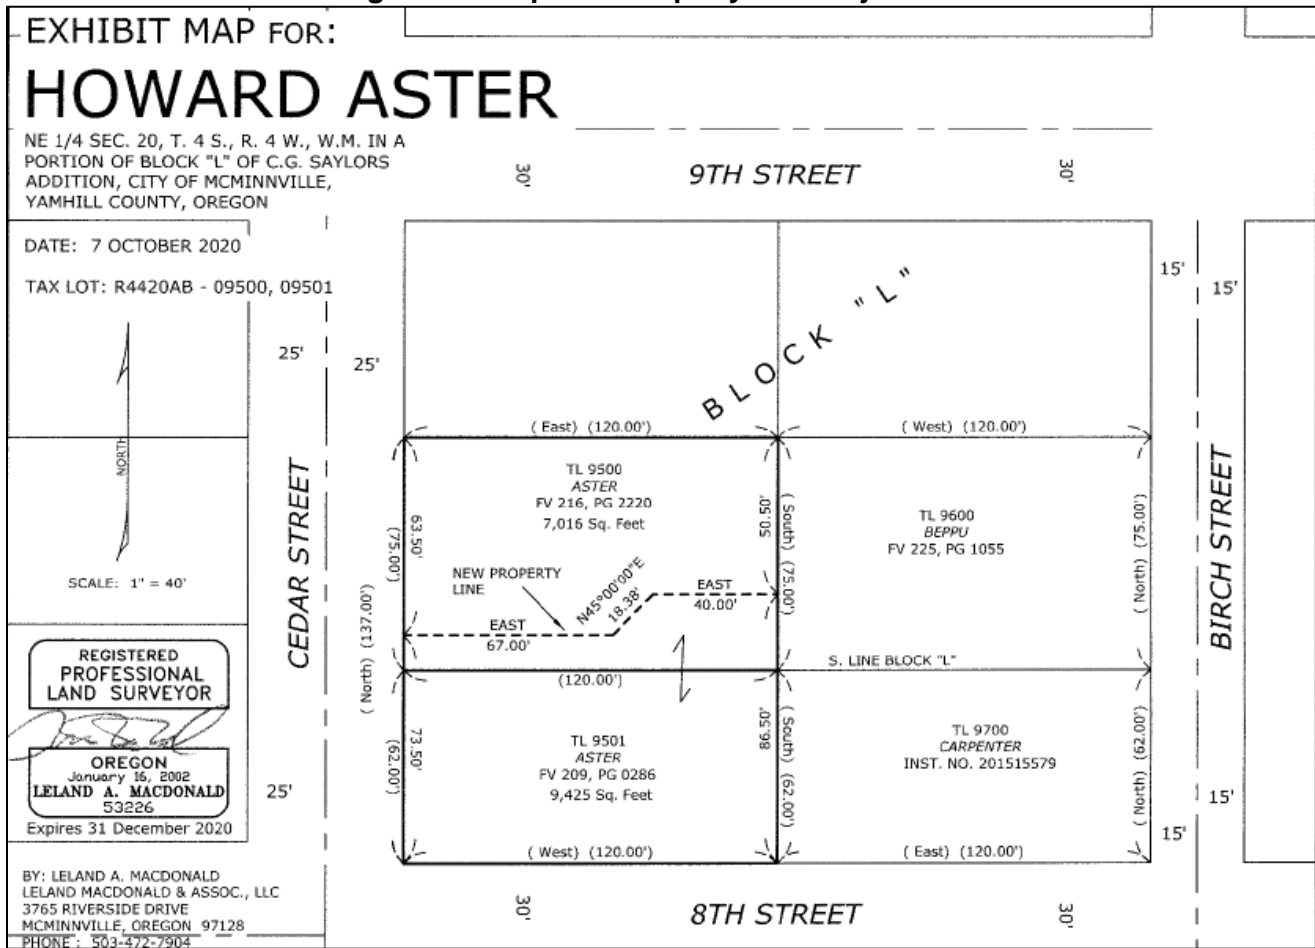 EXHIBIT MAP FOR:
HOWARD ASTER
NE 1/4 SEC. 20, T. 4 S., R. 4 W., W.M. IN A
PORTION OF BLOCK "L" OF C.G. SAYLORS
ADDITION, CITY OF MCMINNVILLE,
YAMHILL COUNTY, OREGON
DATE: 7 OCTOBER 2020
TAX LOT: R4420AB - 09500, 09501
NORTH
SCALE: 1" = 40'
REGISTERED
PROFESSIONAL
LAND SURVEYOR
OREGON
January 16, 2002
LELAND A. MACDONALD
53226
Expires 31 December 2020
BY: LELAND A. MACDONALD
LELAND MACDONALD & ASSOC., LLC
3765 RIVERSIDE DRIVE
MCMINNVILLE, OREGON 97128
PHONE : 503-472-7904
30'
9TH STREET
30'
25'
25'
15'
15'
BLOCK "L"
CEDAR STREET
BIRCH STREET
( East) (120.00')
( West) (120.00')
TL 9500
ASTER
FV 216, PG 2220
7,016 Sq. Feet
63.50'
(75.00')
50.50'
( South) (75.00')
TL 9600
BEPPU
FV 225, PG 1055
( North) (75.00')
NEW PROPERTY
LINE
N45°00'00"E
18.38'
EAST
40.00'
EAST
67.00'
( North) (137.00')
(120.00')
S. LINE BLOCK "L"
TL 9501
ASTER
FV 209, PG 0286
9,425 Sq. Feet
73.50'
(62.00')
86.50'
( South) (62.00')
TL 9700
CARPENTER
INST. NO. 201515579
( North) (62.00')
25'
15'
15'
( West) (120.00')
( East) (120.00')
30'
8TH STREET
30'